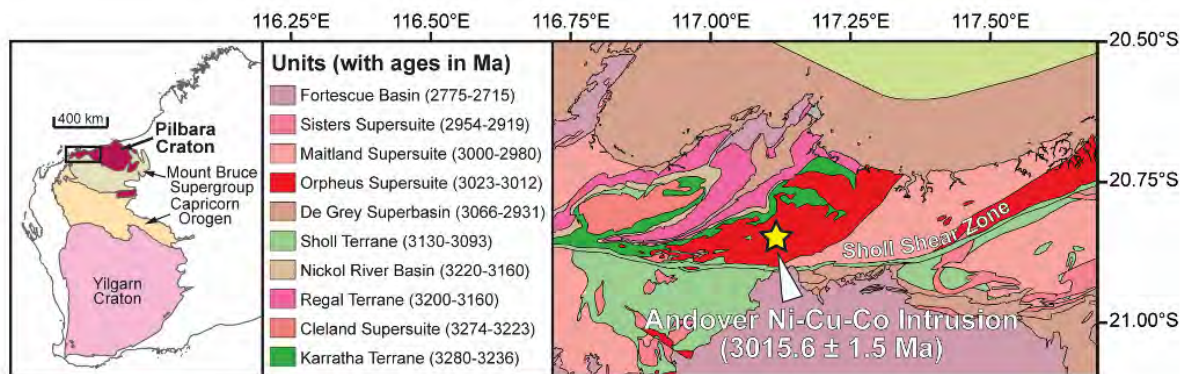 116.25°E 116.50°E 116.75°E 117.00°E 117.25°E 117.50°E
20.50°S
20.75°S
21.00°S
400 km
Pilbara
Craton
Mount Bruce
Supergroup
Capricorn
Orogen
Yilgarn
Craton
Units (with ages in Ma)
Fortescue Basin (2775-2715)
Sisters Supersuite (2954-2919)
Maitland Supersuite (3000-2980)
Orpheus Supersuite (3023-3012)
De Grey Superbasin (3066-2931)
Sholl Terrane (3130-3093)
Nickol River Basin (3220-3160)
Regal Terrane (3200-3160)
Cleland Supersuite (3274-3223)
Karratha Terrane (3280-3236)
Sholl Shear Zone
Andover Ni-Cu-Co Intrusion
(3015.6 ± 1.5 Ma)